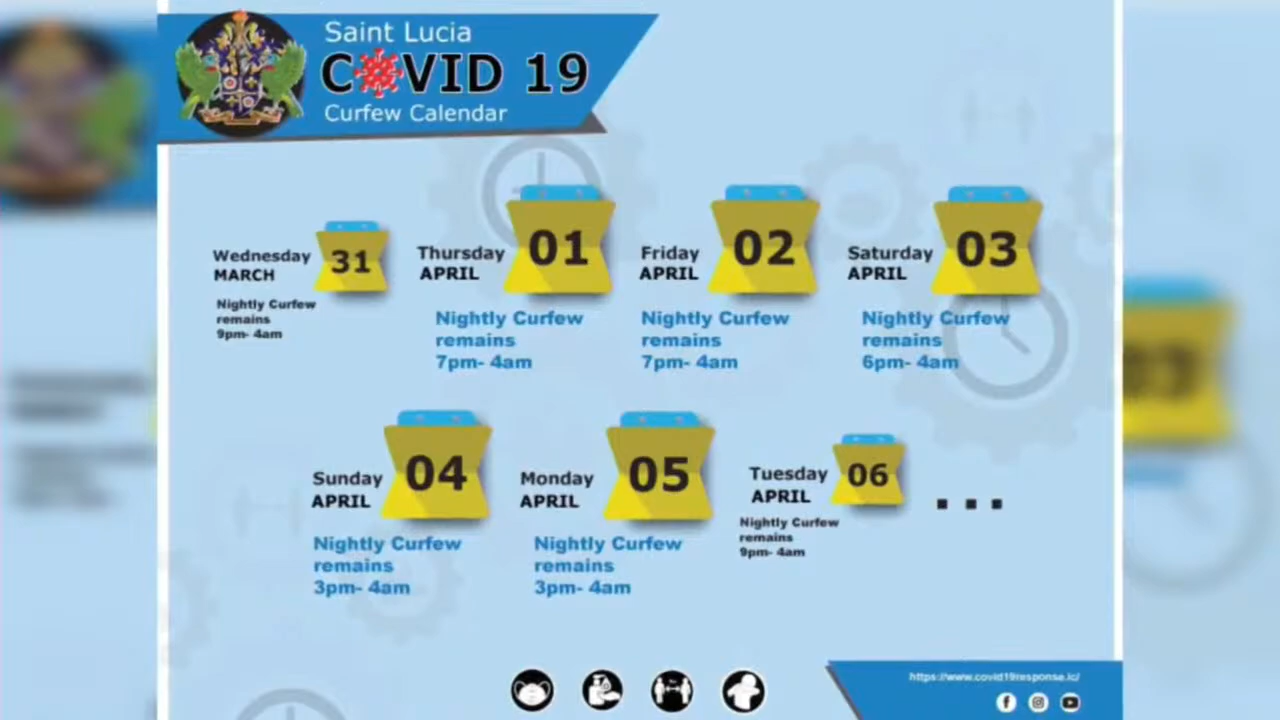 Saint Lucia
COVID 19
Curfew Calendar
Wednesday
MARCH
31
Nightly Curfew
remains
9pm- 4am
Thursday
APRIL
01
Nightly Curfew
remains
7pm- 4am
Friday
APRIL
02
Nightly Curfew
remains
7pm- 4am
Saturday
APRIL
03
Nightly Curfew
remains
6pm- 4am
Sunday
APRIL
04
Nightly Curfew
remains
3pm- 4am
Monday
APRIL
05
Nightly Curfew
remains
3pm- 4am
Tuesday
APRIL
06
Nightly Curfew
remains
9pm- 4am
...
https://www.covid19response.lc/